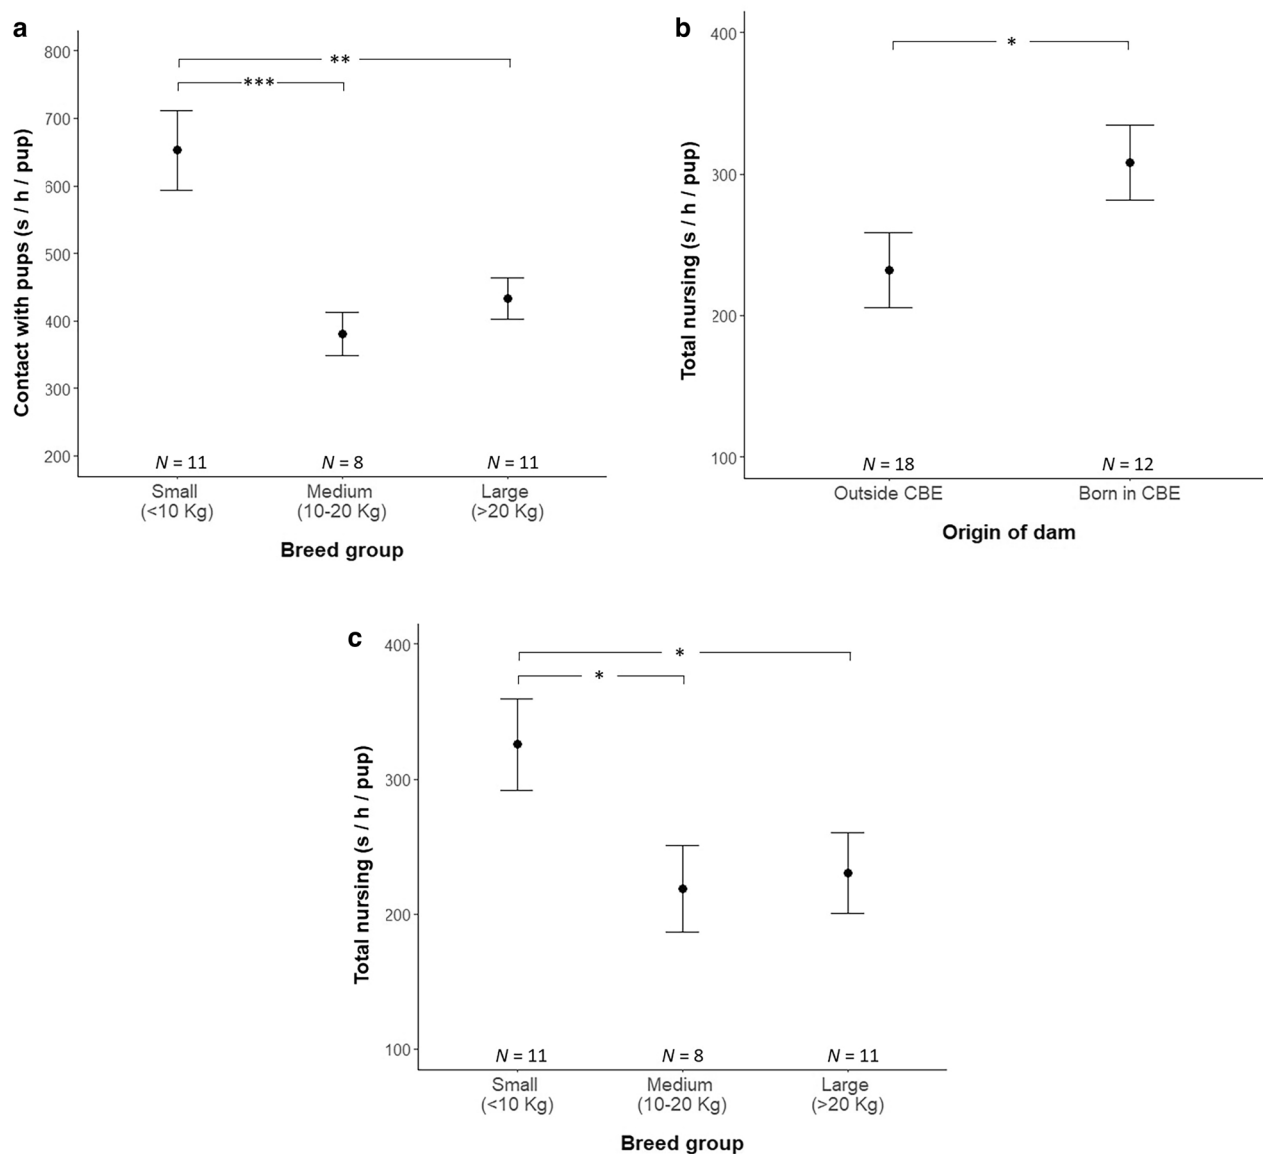 a
Contact with pups (s / h / pup)
800
700
600
500
400
300
200
**
***
N = 11
N = 8
N = 11
Small
(<10 Kg)
Medium
(10-20 Kg)
Large
(>20 Kg)
Breed group
b
Total nursing (s / h / pup)
400
300
200
100
*
N = 18
N = 12
Outside CBE
Born in CBE
Origin of dam
c
Total nursing (s / h / pup)
400
300
200
100
*
*
N = 11
N = 8
N = 11
Small
(<10 Kg)
Medium
(10-20 Kg)
Large
(>20 Kg)
Breed group